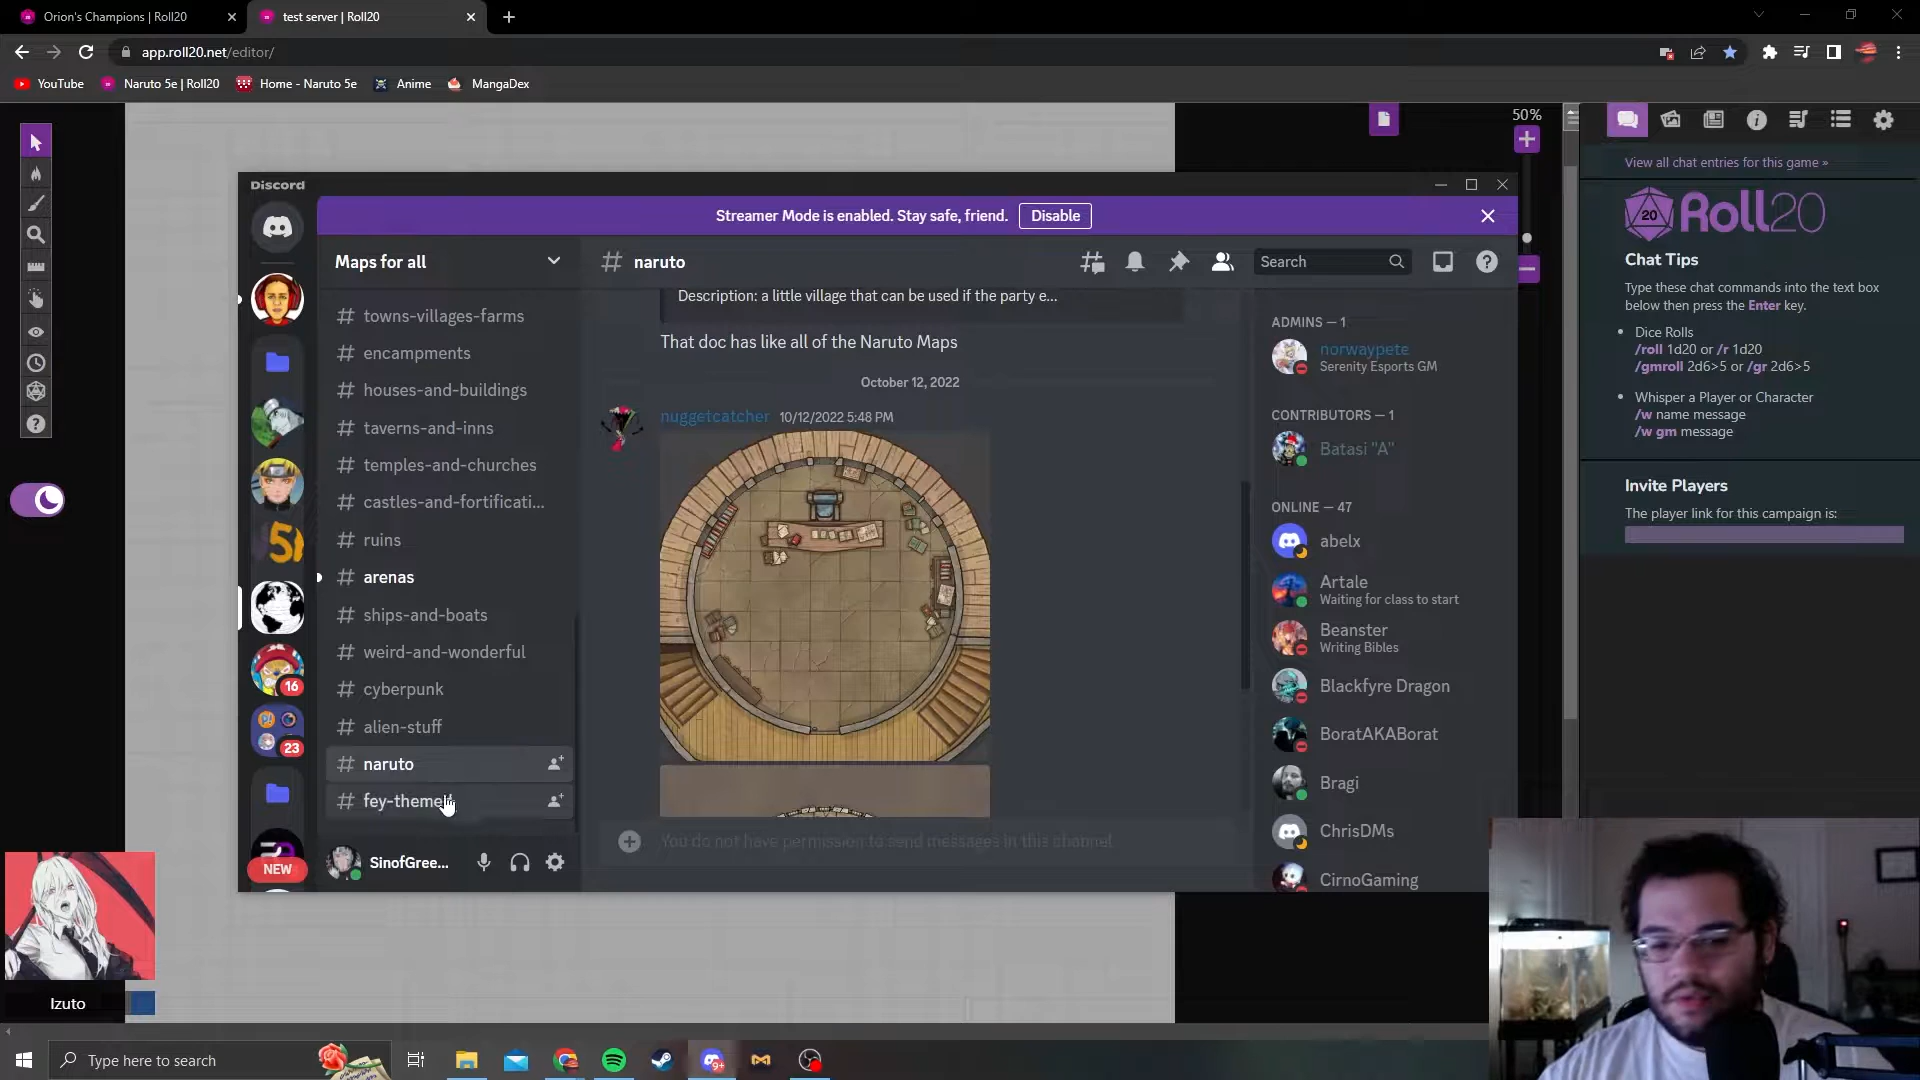 Orion's Champions | Roll20
test server | Roll20
app.roll20.net/editor/
YouTube
Naruto 5e | Roll20
Home - Naruto 5e
Anime
MangaDex
50%
View all chat entries for this game »
20
Roll20
Chat Tips
Type these chat commands into the text box
below then press the Enter key.
Dice Rolls
/roll 1d20 or /r 1d20
/gmroll 2d6>5 or /gr 2d6>5
Whisper a Player or Character
/w name message
/w gm message
Invite Players
The player link for this campaign is:
Discord
Streamer Mode is enabled. Stay safe, friend.
Disable
Maps for all
# naruto
Search
# towns-villages-farms
# encampments
# houses-and-buildings
# taverns-and-inns
# temples-and-churches
# castles-and-fortificati...
# ruins
# arenas
# ships-and-boats
# weird-and-wonderful
# cyberpunk
# alien-stuff
# naruto
16
23
NEW
SinofGree...
Description: a little village that can be used if the party e...
That doc has like all of the Naruto Maps
October 12, 2022
nuggetcatcher 10/12/2022 5:48 PM
You do not have permission to send messages in this channel.
ADMINS — 1
norwaypete
Serenity Esports GM
CONTRIBUTORS — 1
Batasi "A"
ONLINE — 47
abelx
Artale
Waiting for class to start
Beanster
Writing Bibles
Blackfyre Dragon
BoratAKABorat
Bragi
ChrisDMs
CirnoGaming
Izuto
Type here to search
9+